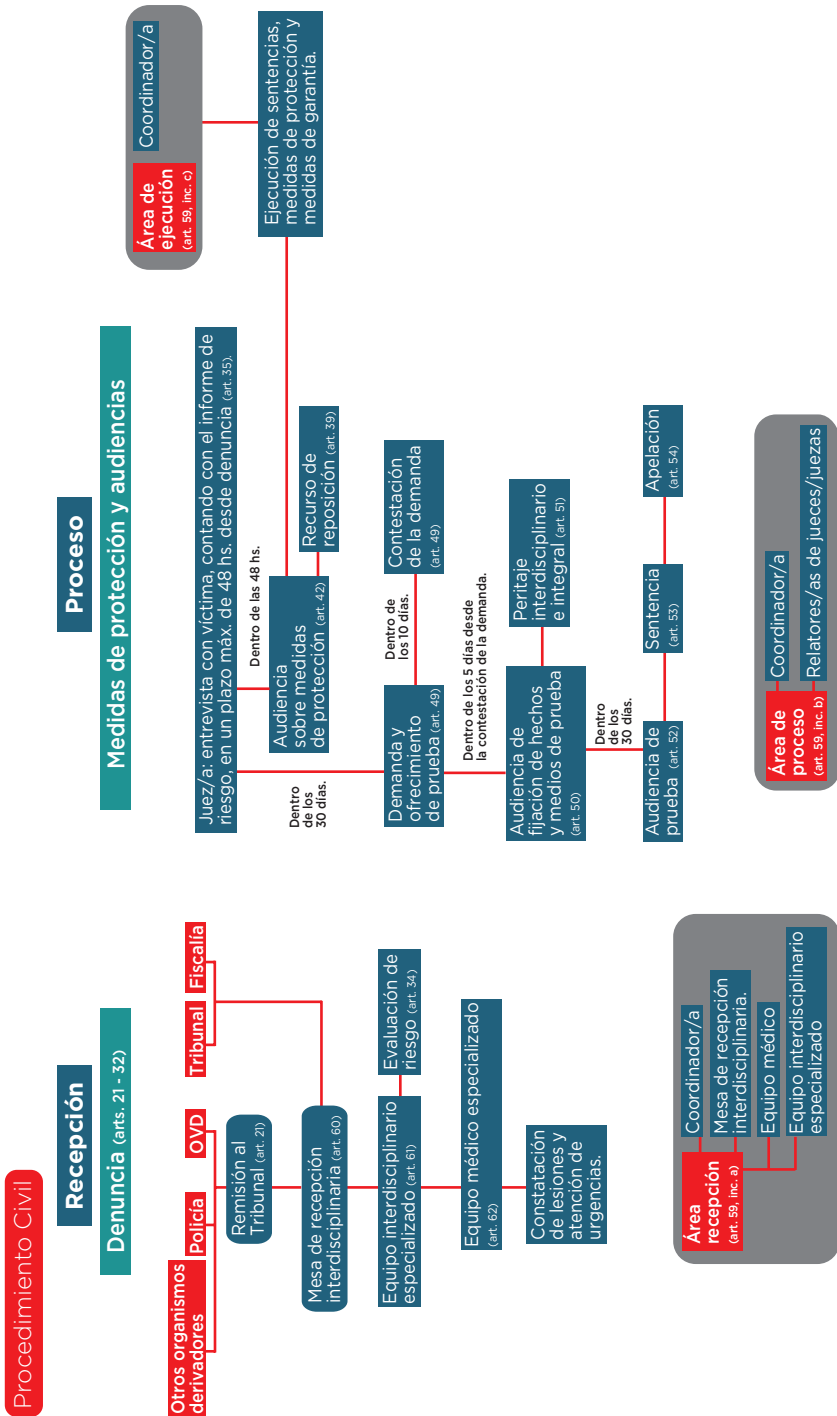 Procedimiento Civil
Recepción
Denuncia (arts. 21 - 32)
Otros organismos
derivadores
Policía
OVD
Tribunal
Fiscalía
Remisión al
Tribunal (art. 21)
Mesa de recepción
interdisciplinaria (art. 60)
Equipo interdisciplinario
especializado (art. 61)
Evaluación de
riesgo (art. 34)
Equipo médico especializado
(art. 62)
Constatación
de lesiones y
atención de
urgencias.
Área
recepción
(art. 59, inc. a)
Coordinador/a
Mesa de recepción
interdisciplinaria.
Equipo médico
Equipo interdisciplinario
especializado
Proceso
Medidas de protección y audiencias
Juez/a: entrevista con víctima, contando con el informe de
riesgo, en un plazo máx. de 48 hs. desde denuncia (art. 35).
Dentro de las 48 hs.
Audiencia
sobre medidas
de protección (art. 42)
Recurso de
reposición (art. 39)
Dentro
de los
30 días.
Demanda y
ofrecimiento
de prueba (art. 49)
Dentro de
los 10 días.
Contestación
de la demanda
(art. 49)
Dentro de los 5 días desde
la contestación de la demanda.
Audiencia de
fijación de hechos
y medios de prueba
(art. 50)
Peritaje
interdisciplinario
e integral (art. 51)
Dentro
de los
30 días.
Audiencia de
prueba (art. 52)
Sentencia
(art. 53)
Apelación
(art. 54)
Área de
proceso
(art. 59, inc. b)
Coordinador/a
Relatores/as de jueces/juezas
Área de
ejecución
(art. 59, inc. c)
Coordinador/a
Ejecución de sentencias,
medidas de protección y
medidas de garantía.